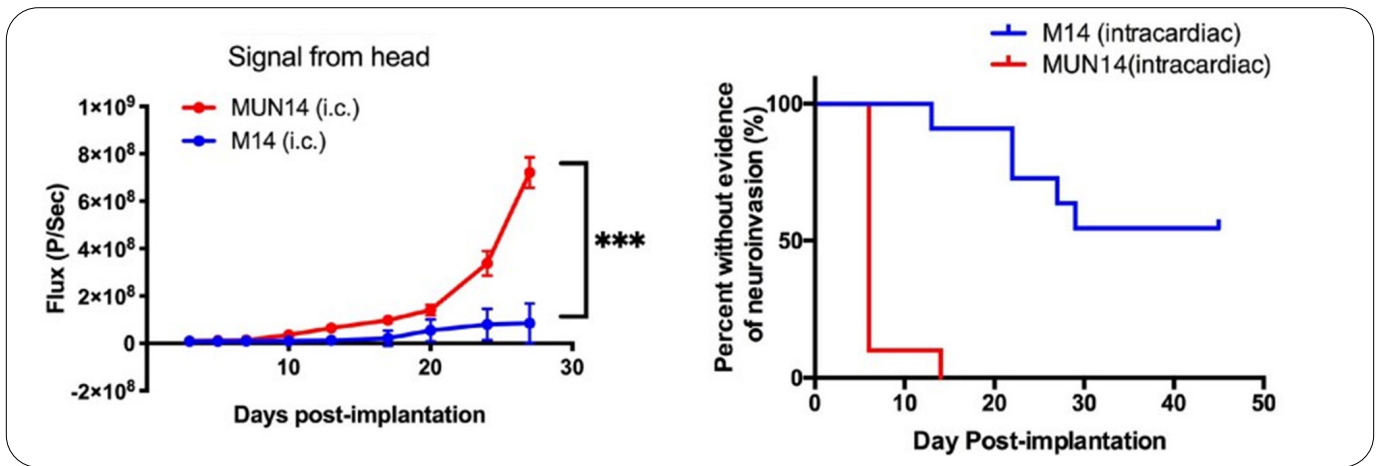 Signal from head
MUN14 (i.c.)
M14 (i.c.)
1×10⁹
8×10⁸
6×10⁸
4×10⁸
2×10⁸
0
-2×10⁸
Flux (P/Sec)
10
20
30
Days post-implantation
***
M14 (intracardiac)
MUN14(intracardiac)
Percent without evidence
of neuroinvasion (%)
100
50
0
0
10
20
30
40
50
Day Post-implantation